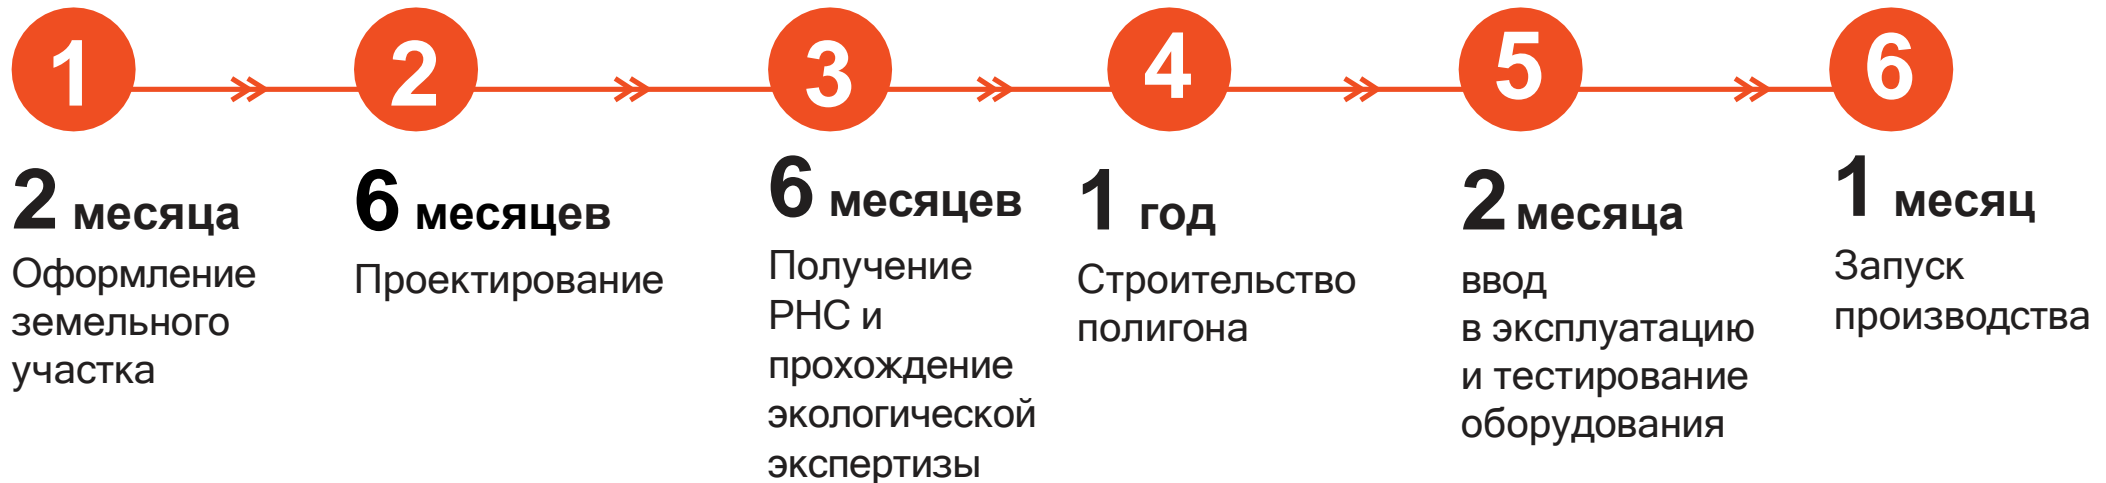 1
2
3
4
5
6
2 месяца
Оформление
земельного
участка
6 месяцев
Проектирование
6 месяцев
Получение
РНС и
прохождение
экологической
экспертизы
1 год
Строительство
полигона
2 месяца
ввод
в эксплуатацию
и тестирование
оборудования
1 месяц
Запуск
производства